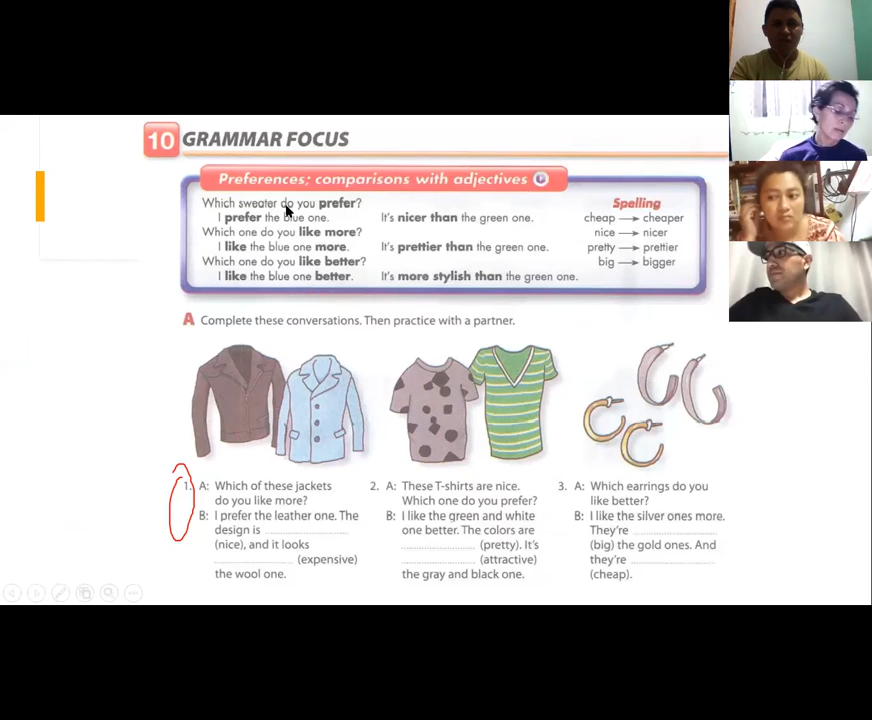 10 GRAMMAR FOCUS
Preferences; comparisons with adjectives
Which sweater do you prefer?
I prefer the blue one. It's nicer than the green one.
Which one do you like more?
I like the blue one more. It's prettier than the green one.
Which one do you like better?
I like the blue one better. It's more stylish than the green one.
Spelling
cheap → cheaper
nice → nicer
pretty → prettier
big → bigger
A Complete these conversations. Then practice with a partner.
1. A: Which of these jackets
do you like more?
B: I prefer the leather one. The
design is ........................
(nice), and it looks
........................ (expensive)
the wool one.
2. A: These T-shirts are nice.
Which one do you prefer?
B: I like the green and white
one better. The colors are
........................ (pretty). It's
........................ (attractive)
the gray and black one.
3. A: Which earrings do you
like better?
B: I like the silver ones more.
They're ........................
(big) the gold ones. And
they're ........................
(cheap).